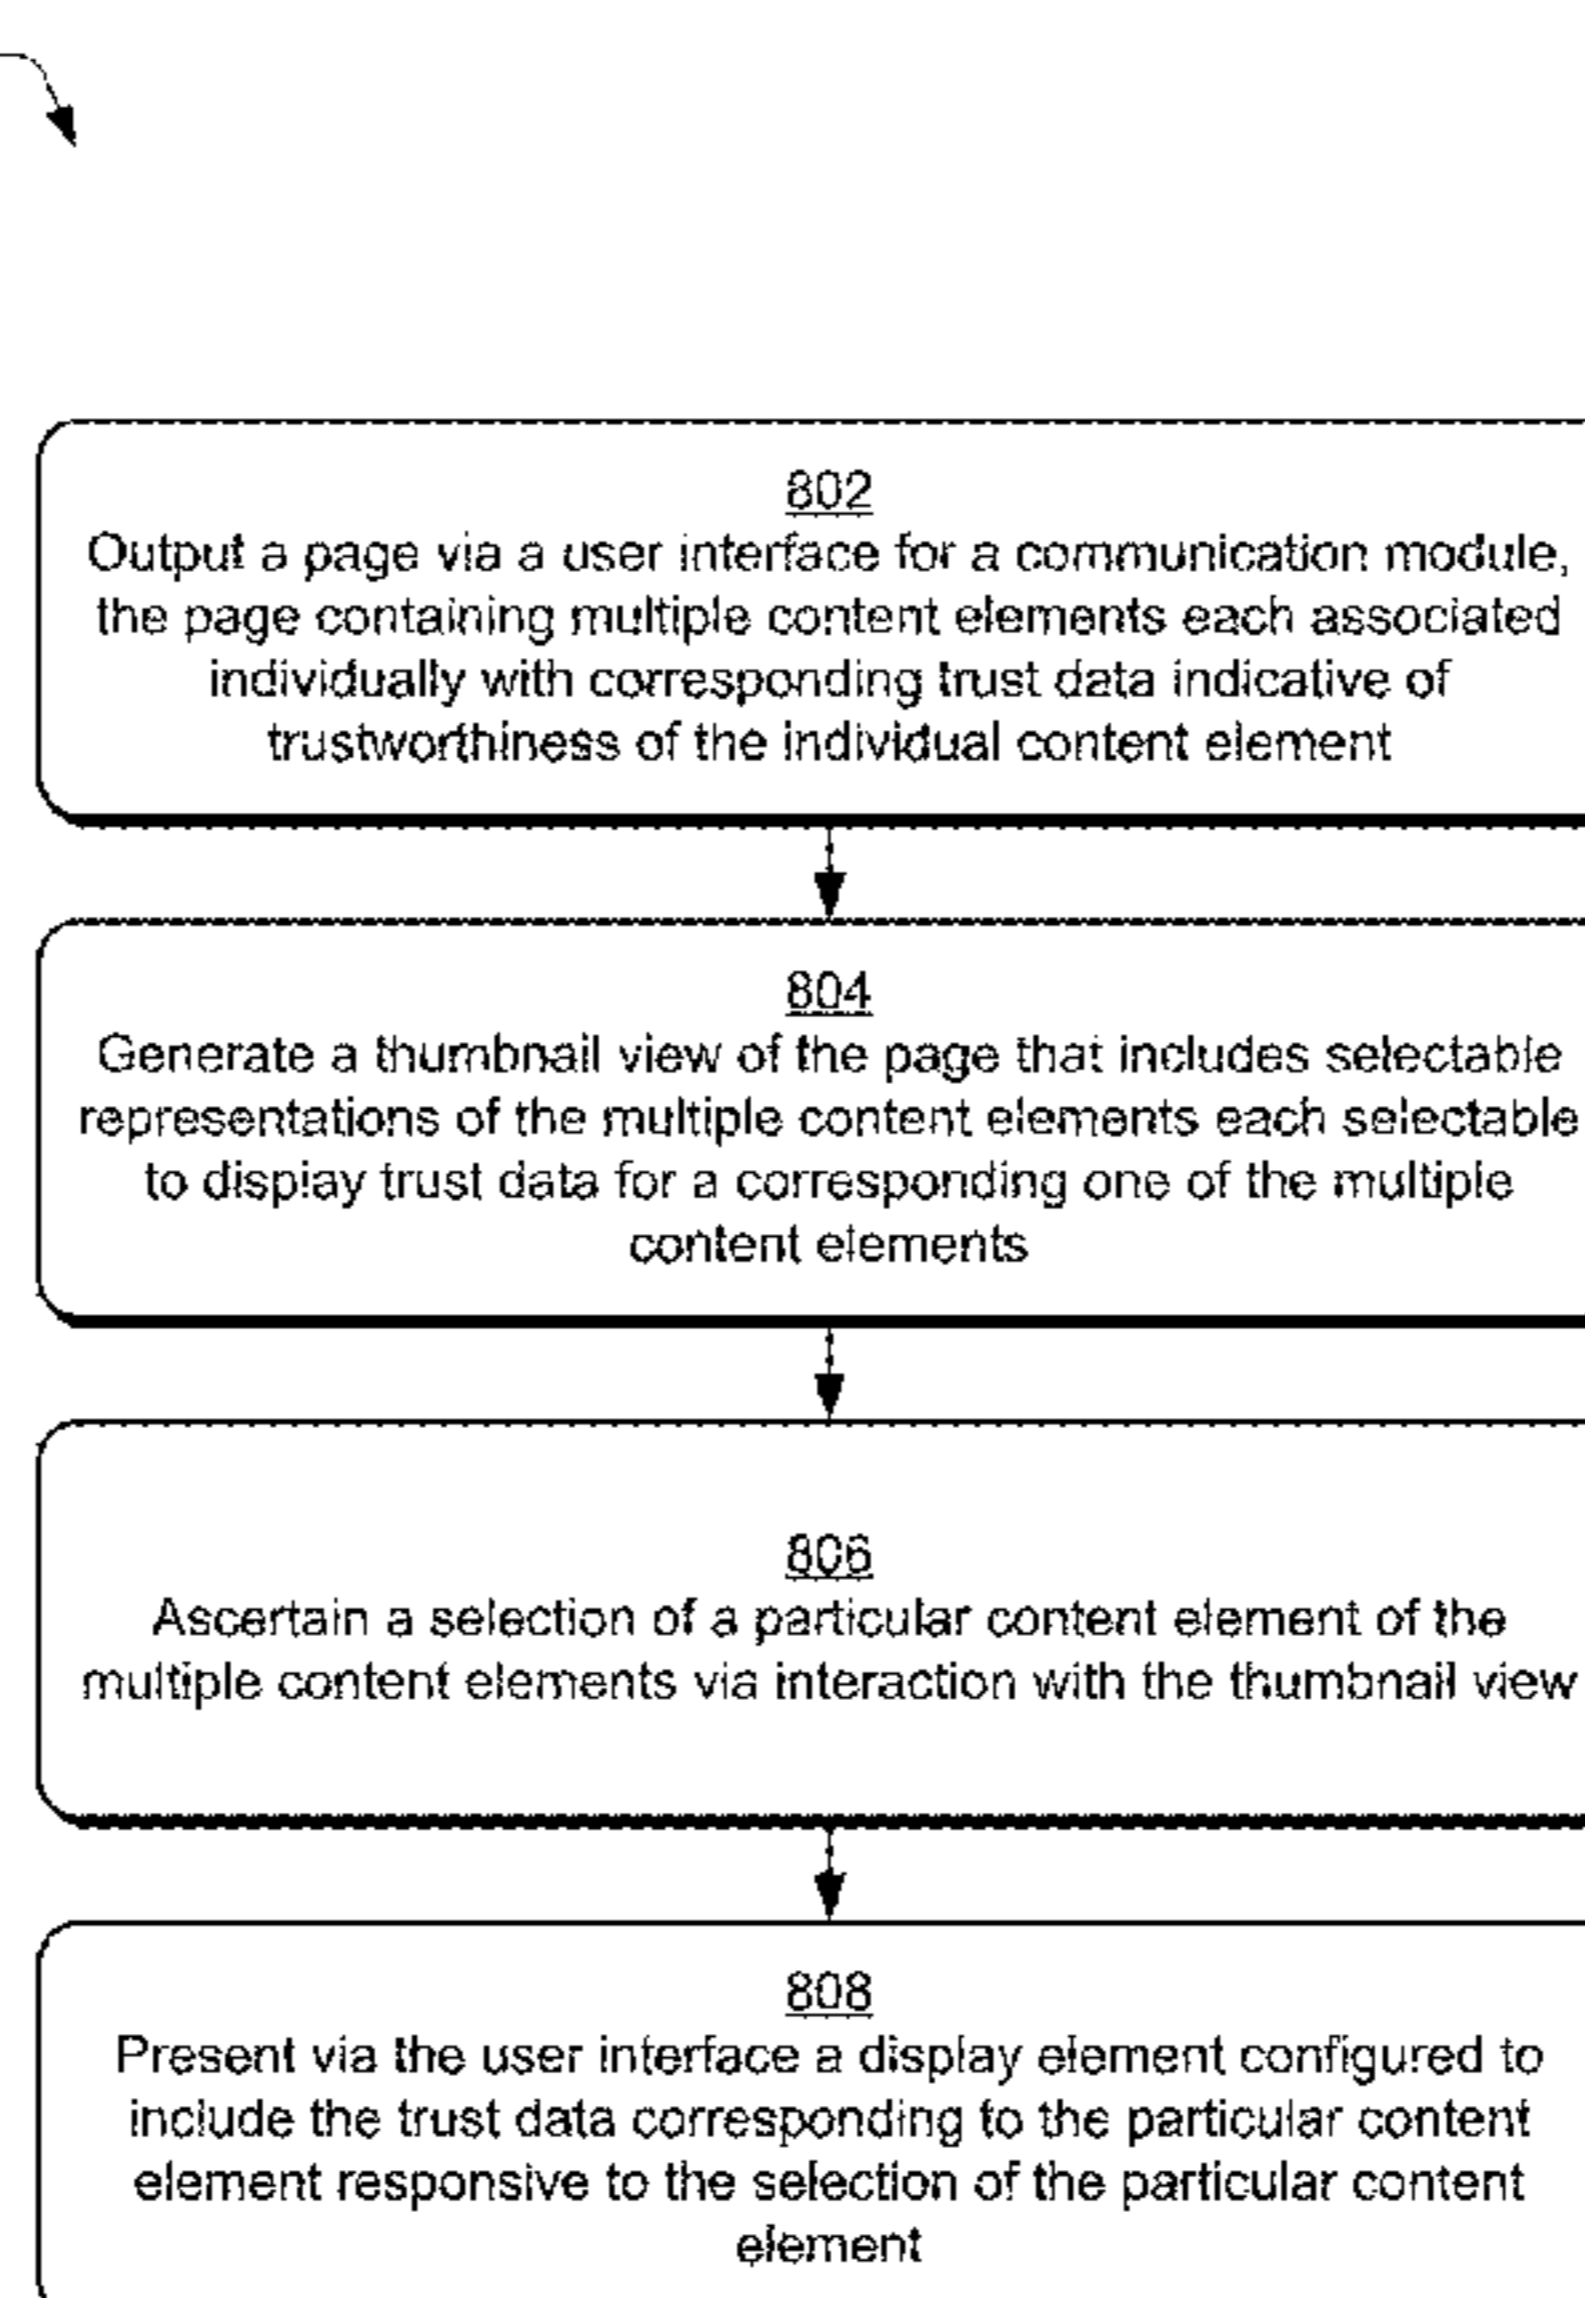 802
Output a page via a user interface for a communication module,
the page containing multiple content elements each associated
individually with corresponding trust data indicative of
trustworthiness of the individual content element
804
Generate a thumbnail view of the page that includes selectable
representations of the multiple content elements each selectable
to display trust data for a corresponding one of the multiple
content elements
806
Ascertain a selection of a particular content element of the
multiple content elements via interaction with the thumbnail view
808
Present via the user interface a display element configured to
include the trust data corresponding to the particular content
element responsive to the selection of the particular content
element